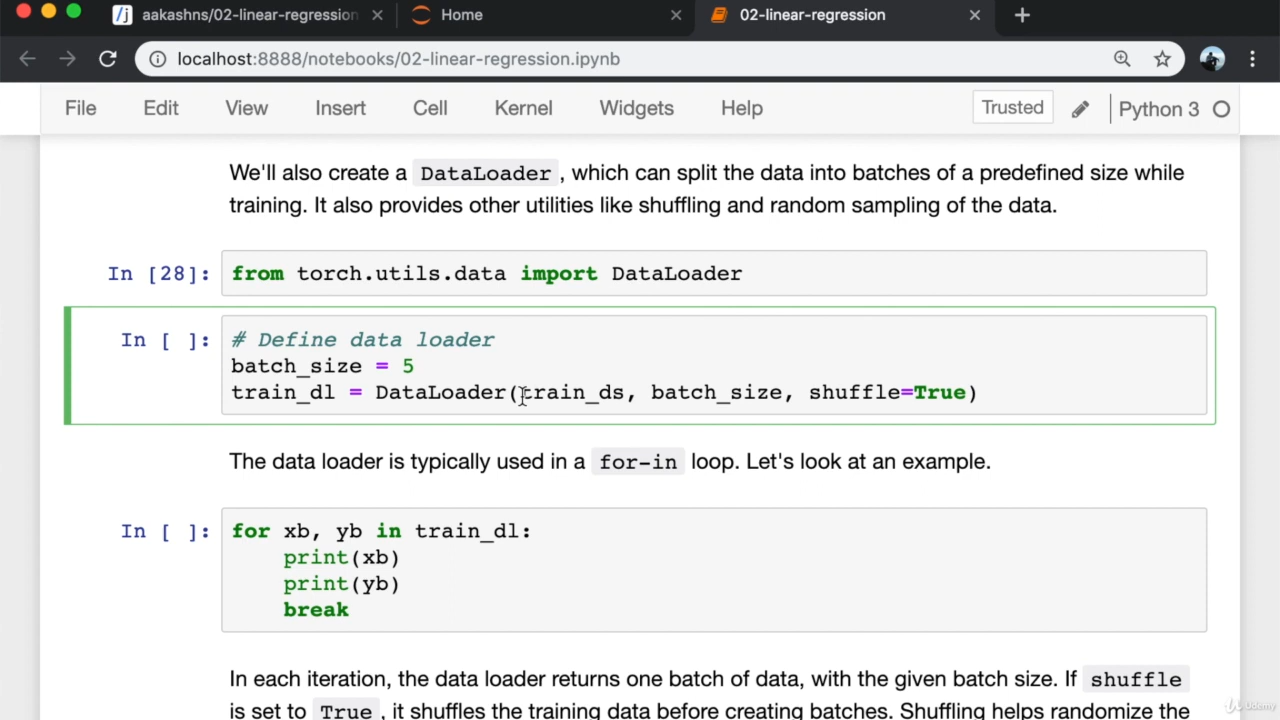 aakashns/02-linear-regression
Home
02-linear-regression
localhost:8888/notebooks/02-linear-regression.ipynb
File Edit View Insert Cell Kernel Widgets Help Trusted Python 3
We'll also create a DataLoader, which can split the data into batches of a predefined size while
training. It also provides other utilities like shuffling and random sampling of the data.
In [28]: from torch.utils.data import DataLoader
In [ ]: # Define data loader
batch_size = 5
train_dl = DataLoader(train_ds, batch_size, shuffle=True)
The data loader is typically used in a for-in loop. Let's look at an example.
In [ ]: for xb, yb in train_dl:
    print(xb)
    print(yb)
    break
In each iteration, the data loader returns one batch of data, with the given batch size. If shuffle
is set to True, it shuffles the training data before creating batches. Shuffling helps randomize the
Udemy